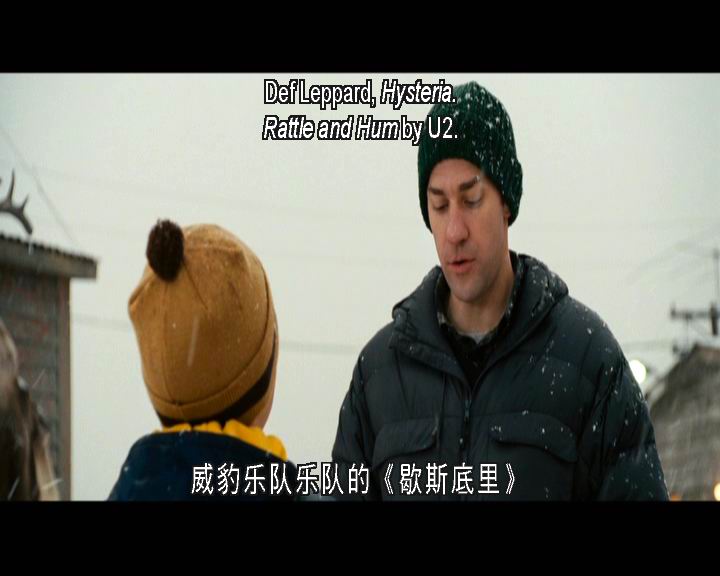 Def Leppard, Hysteria.
Rattle and Hum by U2.
威豹乐队乐队的《歇斯底里》